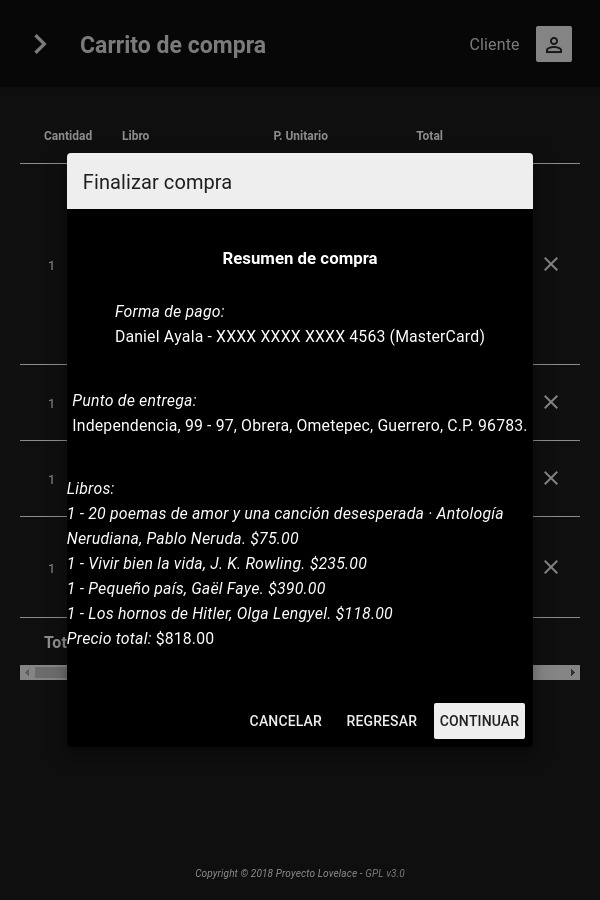 Carrito de compra
Cliente
Cantidad Libro P. Unitario Total
Finalizar compra
Resumen de compra
1
Forma de pago:
Daniel Ayala - XXXX XXXX XXXX 4563 (MasterCard)
Punto de entrega:
1
Independencia, 99 - 97, Obrera, Ometepec, Guerrero, C.P. 96783.
1
Libros:
1 - 20 poemas de amor y una canción desesperada · Antología
Nerudiana, Pablo Neruda. $75.00
1 - Vivir bien la vida, J. K. Rowling. $235.00
1
1 - Pequeño país, Gaël Faye. $390.00
1 - Los hornos de Hitler, Olga Lengyel. $118.00
Precio total: $818.00
CANCELAR REGRESAR CONTINUAR
Copyright © 2018 Proyecto Lovelace - GPL v3.0